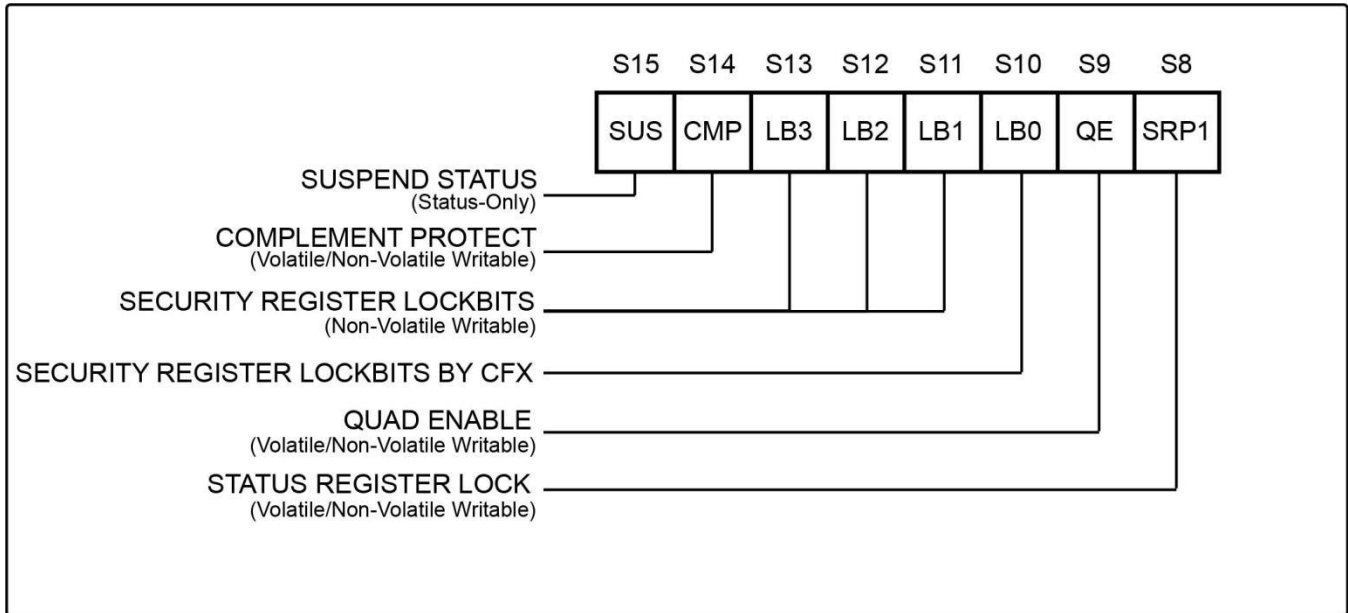 S15 S14 S13 S12 S11 S10 S9 S8
SUS CMP LB3 LB2 LB1 LB0 QE SRP1
SUSPEND STATUS
(Status-Only)
COMPLEMENT PROTECT
(Volatile/Non-Volatile Writable)
SECURITY REGISTER LOCKBITS
(Non-Volatile Writable)
SECURITY REGISTER LOCKBITS BY CFX
QUAD ENABLE
(Volatile/Non-Volatile Writable)
STATUS REGISTER LOCK
(Volatile/Non-Volatile Writable)